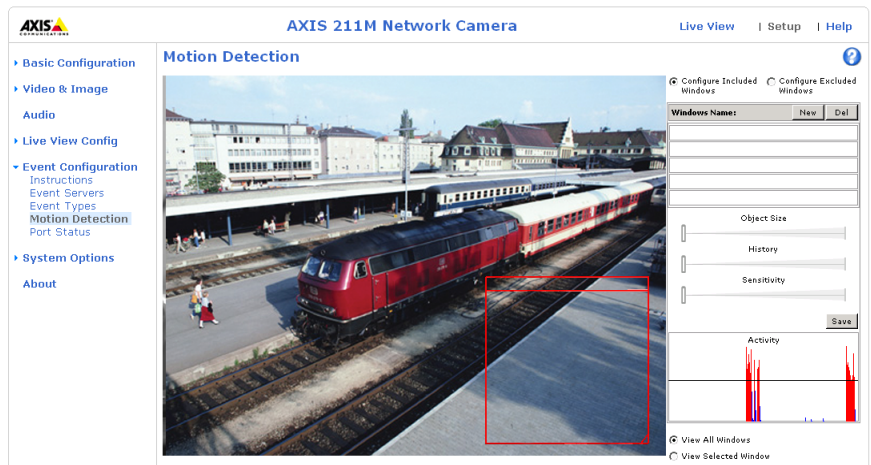 AXIS
COMMUNICATIONS
AXIS 211M Network Camera
Live View | Setup | Help
Basic Configuration
Video & Image
Audio
Live View Config
Event Configuration
Instructions
Event Servers
Event Types
Motion Detection
Port Status
System Options
About
Motion Detection
?
Configure Included Windows
Configure Excluded Windows
Windows Name: New Del
Object Size
History
Sensitivity
Save
Activity
View All Windows
View Selected Window